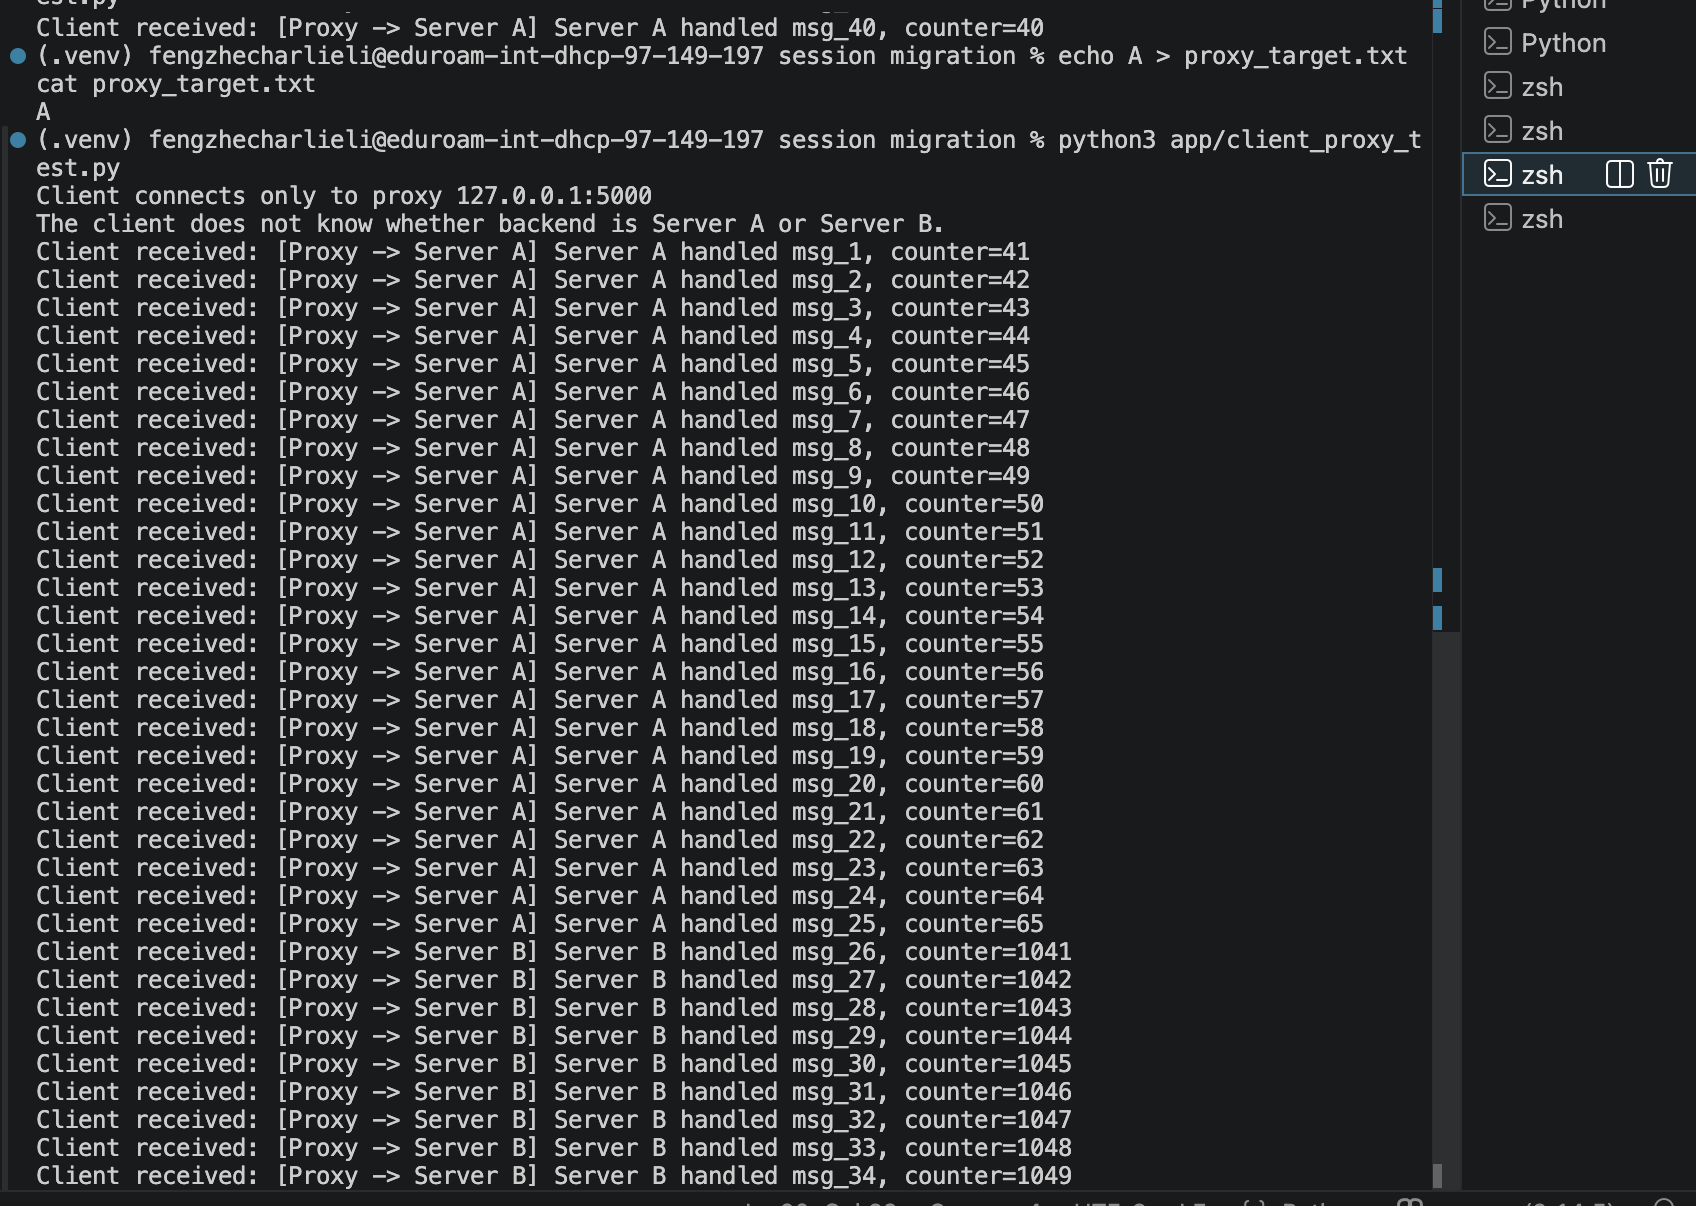 est.py
Client received: [Proxy -> Server A] Server A handled msg_40, counter=40
(.venv) fengzhecharlieli@eduroam-int-dhcp-97-149-197 session migration % echo A > proxy_target.txt
cat proxy_target.txt
A
(.venv) fengzhecharlieli@eduroam-int-dhcp-97-149-197 session migration % python3 app/client_proxy_t
est.py
Client connects only to proxy 127.0.0.1:5000
The client does not know whether backend is Server A or Server B.
Client received: [Proxy -> Server A] Server A handled msg_1, counter=41
Client received: [Proxy -> Server A] Server A handled msg_2, counter=42
Client received: [Proxy -> Server A] Server A handled msg_3, counter=43
Client received: [Proxy -> Server A] Server A handled msg_4, counter=44
Client received: [Proxy -> Server A] Server A handled msg_5, counter=45
Client received: [Proxy -> Server A] Server A handled msg_6, counter=46
Client received: [Proxy -> Server A] Server A handled msg_7, counter=47
Client received: [Proxy -> Server A] Server A handled msg_8, counter=48
Client received: [Proxy -> Server A] Server A handled msg_9, counter=49
Client received: [Proxy -> Server A] Server A handled msg_10, counter=50
Client received: [Proxy -> Server A] Server A handled msg_11, counter=51
Client received: [Proxy -> Server A] Server A handled msg_12, counter=52
Client received: [Proxy -> Server A] Server A handled msg_13, counter=53
Client received: [Proxy -> Server A] Server A handled msg_14, counter=54
Client received: [Proxy -> Server A] Server A handled msg_15, counter=55
Client received: [Proxy -> Server A] Server A handled msg_16, counter=56
Client received: [Proxy -> Server A] Server A handled msg_17, counter=57
Client received: [Proxy -> Server A] Server A handled msg_18, counter=58
Client received: [Proxy -> Server A] Server A handled msg_19, counter=59
Client received: [Proxy -> Server A] Server A handled msg_20, counter=60
Client received: [Proxy -> Server A] Server A handled msg_21, counter=61
Client received: [Proxy -> Server A] Server A handled msg_22, counter=62
Client received: [Proxy -> Server A] Server A handled msg_23, counter=63
Client received: [Proxy -> Server A] Server A handled msg_24, counter=64
Client received: [Proxy -> Server A] Server A handled msg_25, counter=65
Client received: [Proxy -> Server B] Server B handled msg_26, counter=1041
Client received: [Proxy -> Server B] Server B handled msg_27, counter=1042
Client received: [Proxy -> Server B] Server B handled msg_28, counter=1043
Client received: [Proxy -> Server B] Server B handled msg_29, counter=1044
Client received: [Proxy -> Server B] Server B handled msg_30, counter=1045
Client received: [Proxy -> Server B] Server B handled msg_31, counter=1046
Client received: [Proxy -> Server B] Server B handled msg_32, counter=1047
Client received: [Proxy -> Server B] Server B handled msg_33, counter=1048
Client received: [Proxy -> Server B] Server B handled msg_34, counter=1049
Python
Python
zsh
zsh
zsh
zsh